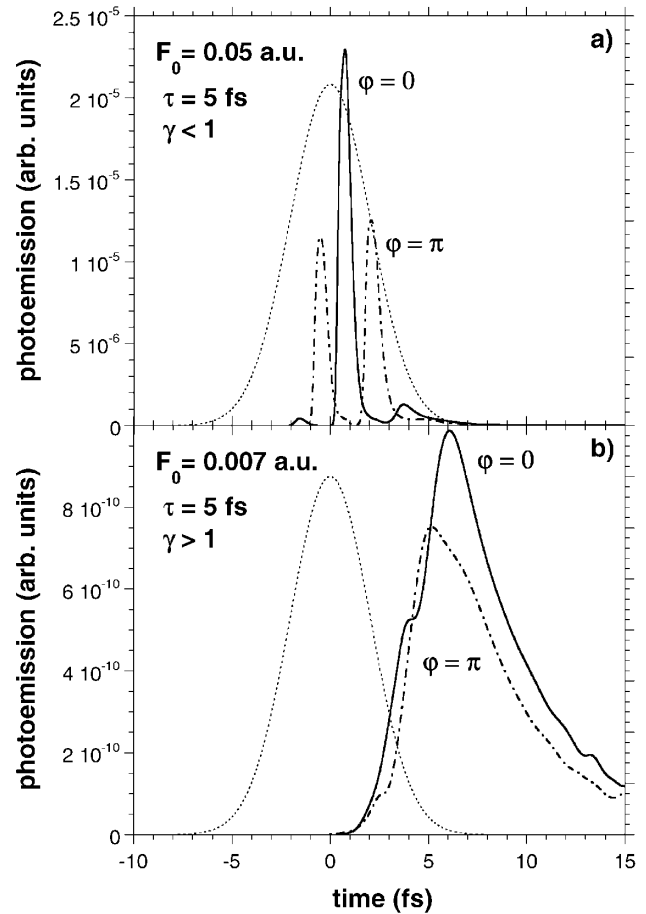 2.5 10-5
a)
F0 = 0.05 a.u.
τ = 5 fs
γ < 1
φ = 0
2 10-5
1.5 10-5
1 10-5
φ = π
5 10-6
0
photoemission (arb. units)
b)
F0 = 0.007 a.u.
τ = 5 fs
γ > 1
φ = 0
8 10-10
6 10-10
φ = π
4 10-10
2 10-10
0
photoemission (arb. units)
-10 -5 0 5 10 15
time (fs)